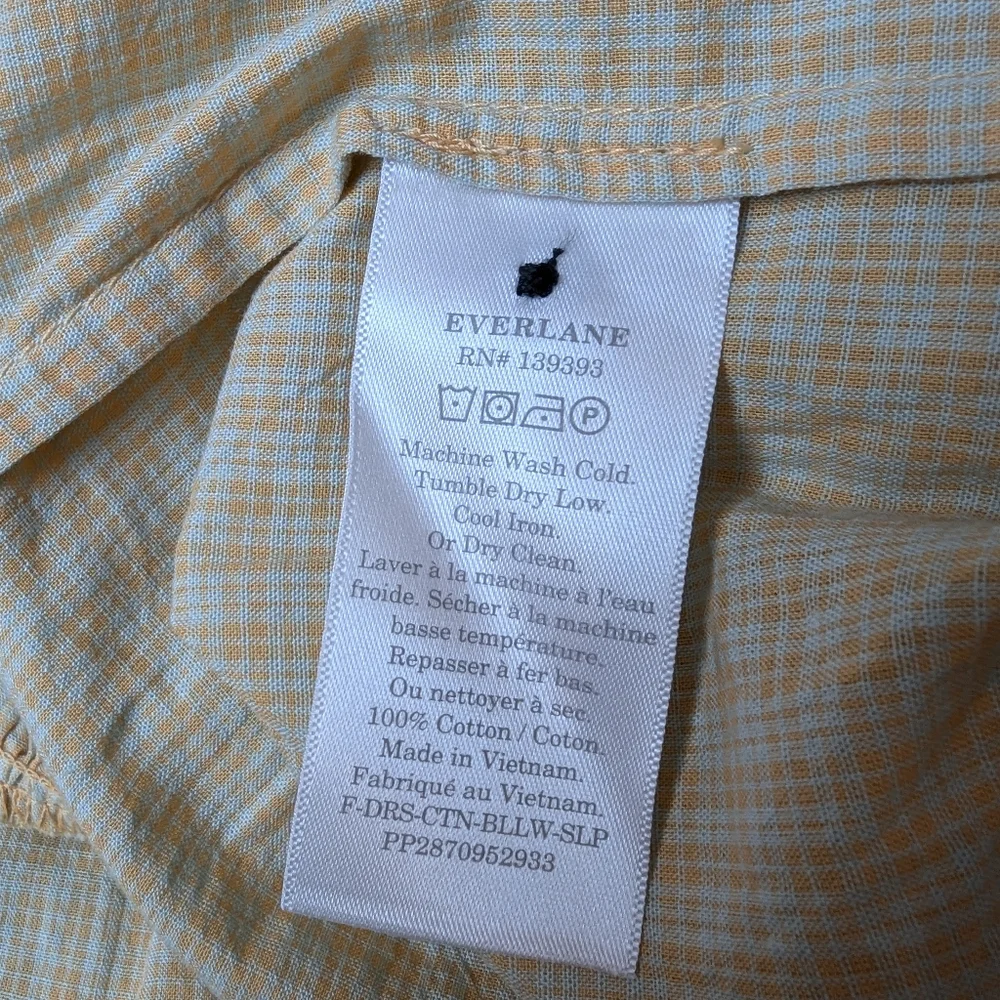 EVERLANE
RN# 139393
P
Machine Wash Cold.
Tumble Dry Low.
Cool Iron.
Or Dry Clean.
Laver à la machine à l'eau
froide. Sécher à la machine
basse température.
Repasser à fer bas.
Ou nettoyer à sec.
100% Cotton / Coton.
Made in Vietnam.
Fabriqué au Vietnam.
F-DRS-CTN-BLLW-SLP
PP2870952933